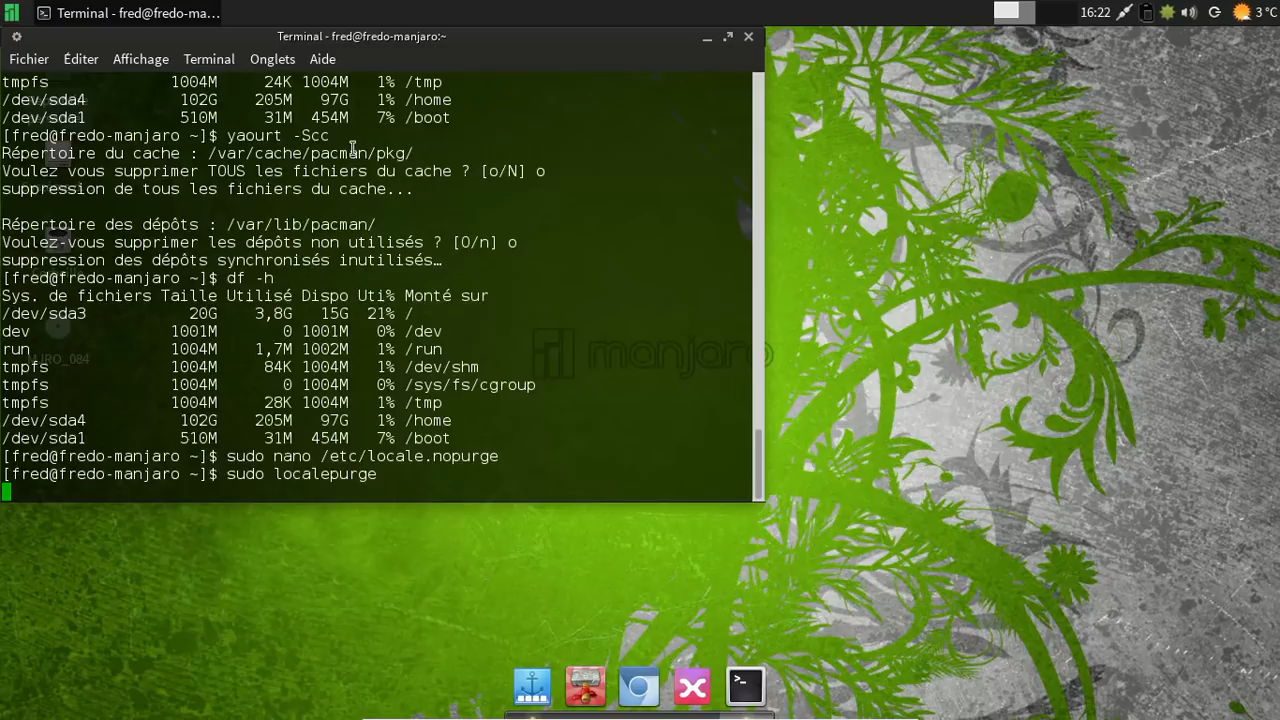 Terminal - fred@fredo-ma...
16:22
3 °C
Terminal - fred@fredo-manjaro:~
Fichier Éditer Affichage Terminal Onglets Aide
tmpfs 1004M 24K 1004M 1% /tmp
/dev/sda4 102G 205M 97G 1% /home
/dev/sda1 510M 31M 454M 7% /boot
[fred@fredo-manjaro ~]$ yaourt -Scc
Répertoire du cache : /var/cache/pacman/pkg/
Voulez vous supprimer TOUS les fichiers du cache ? [o/N] o
suppression de tous les fichiers du cache...
Répertoire des dépôts : /var/lib/pacman/
Voulez-vous supprimer les dépôts non utilisés ? [O/n] o
suppression des dépôts synchronisés inutilisés…
[fred@fredo-manjaro ~]$ df -h
Sys. de fichiers Taille Utilisé Dispo Uti% Monté sur
/dev/sda3 20G 3,8G 15G 21% /
dev 1001M 0 1001M 0% /dev
run 1004M 1,7M 1002M 1% /run
tmpfs 1004M 84K 1004M 1% /dev/shm
tmpfs 1004M 0 1004M 0% /sys/fs/cgroup
tmpfs 1004M 28K 1004M 1% /tmp
/dev/sda4 102G 205M 97G 1% /home
/dev/sda1 510M 31M 454M 7% /boot
[fred@fredo-manjaro ~]$ sudo nano /etc/locale.nopurge
[fred@fredo-manjaro ~]$ sudo localepurge
manjaro